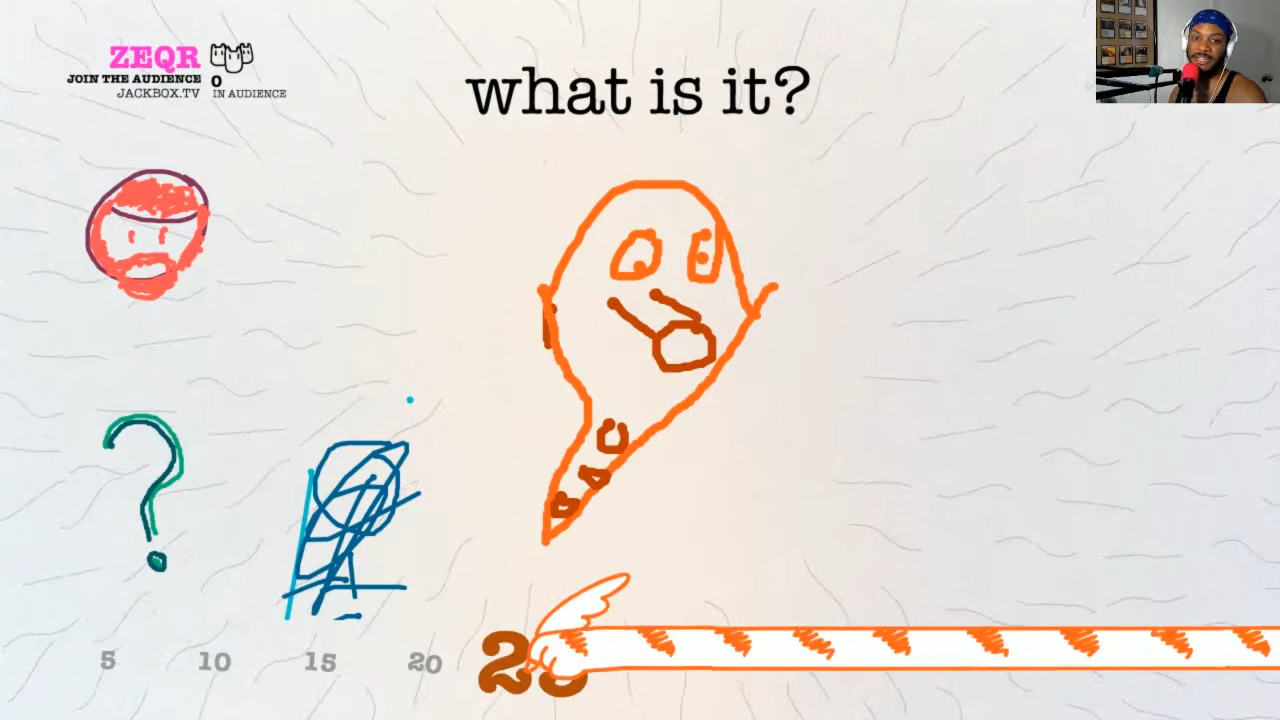 ZEQR
JOIN THE AUDIENCE
JACKBOX.TV
0
IN AUDIENCE
what is it?
5 10 15 20